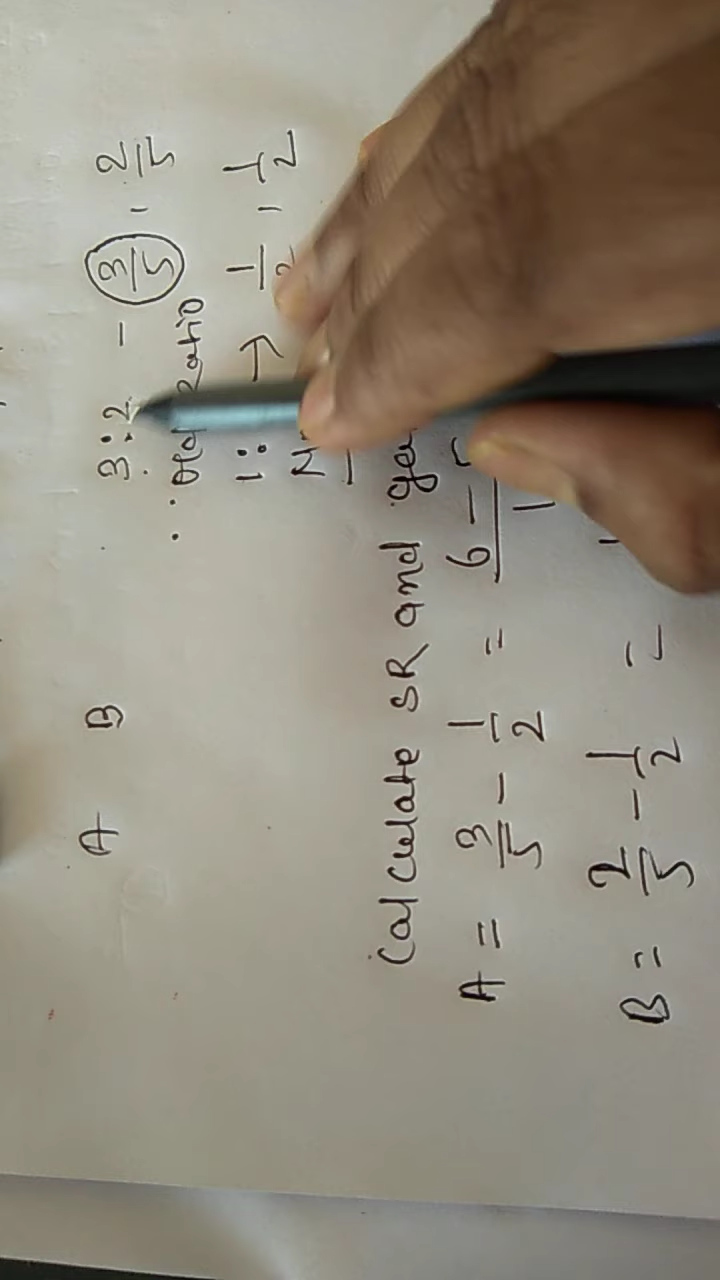 A B 3:2 - 3/5, 2/5
Old Ratio
1: → 1/2, 1/2
Calculate SR and
A = 3/5 - 1/2 = 6 -
B = 2/5 - 1/2 =